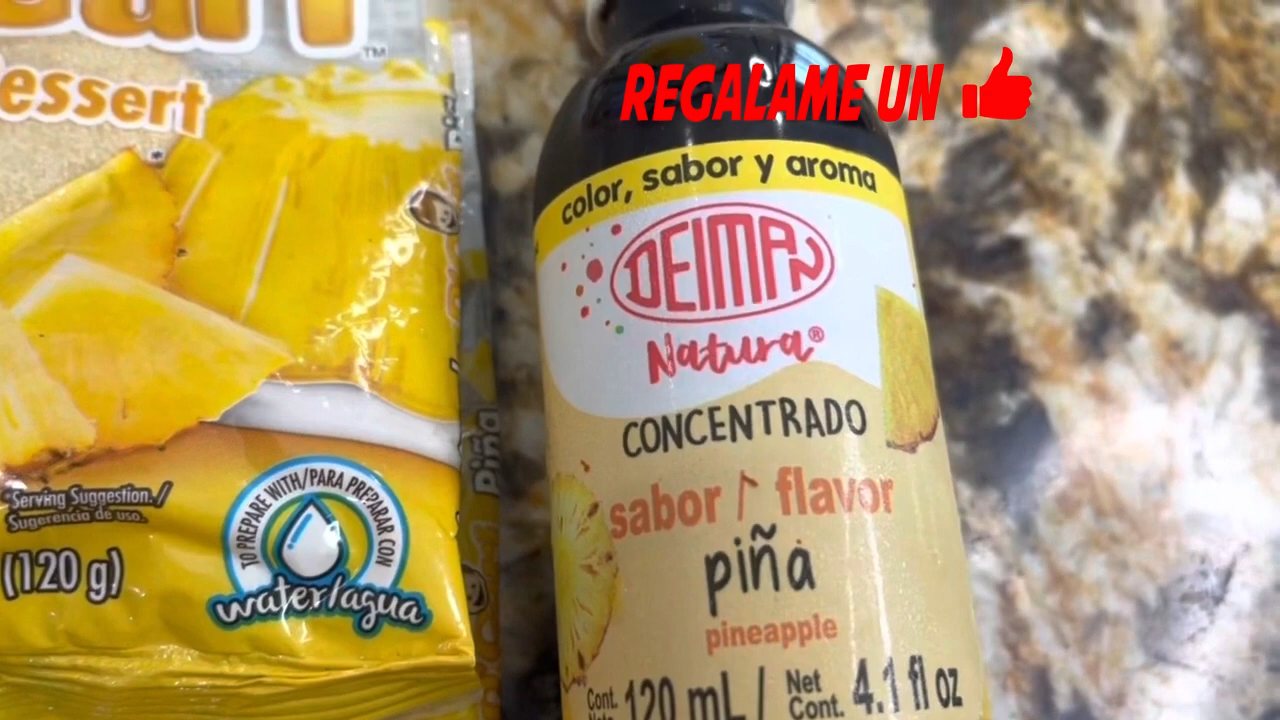 TM
essert
*Serving Suggestion./
Sugerencia de uso.
(120 g)
TO PREPARE WITH/PARA PREPARAR CON
water/agua
piña
REGALAME UN
color, sabor y aroma
DEIMAN
Natura®
CONCENTRADO
sabor / flavor
piña
pineapple
Cont. 120 mL / Net
Cont. 4.1 fl oz